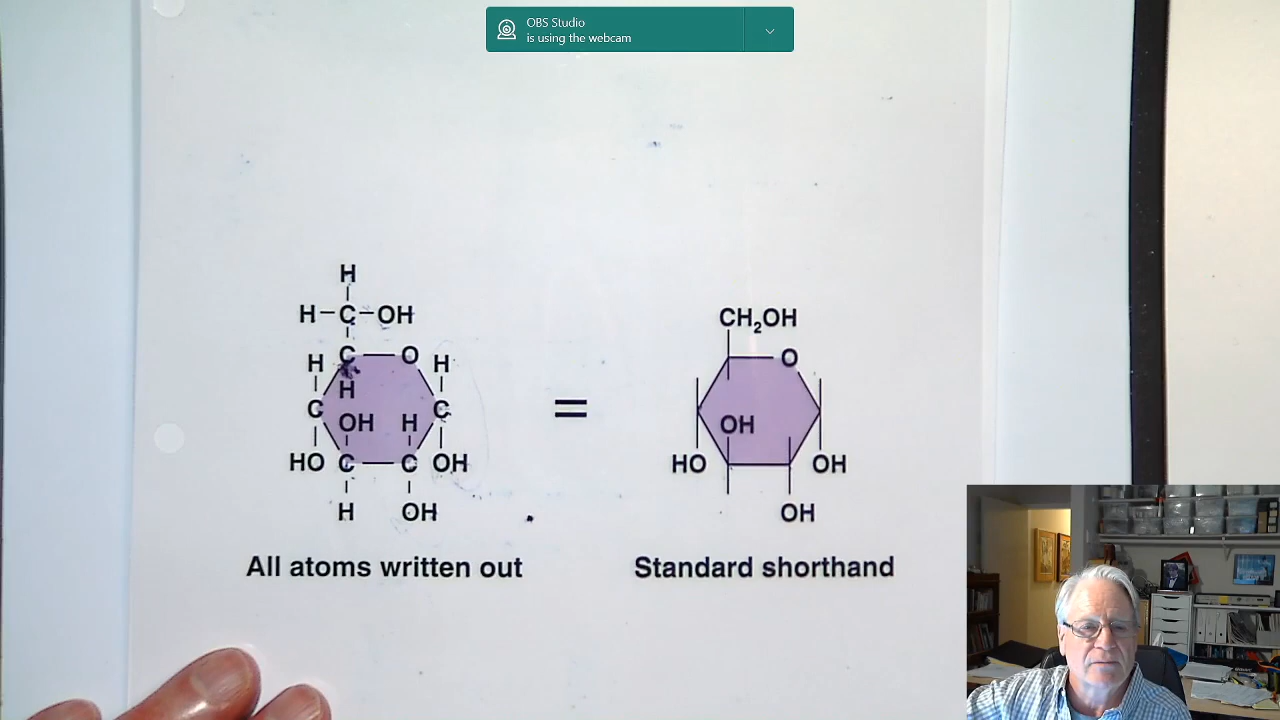 OBS Studio
is using the webcam
H
H-C-OH
H C O H
H
C OH H C
HO C C OH
H OH
All atoms written out
=
CH₂OH
O
OH
HO OH
OH
Standard shorthand